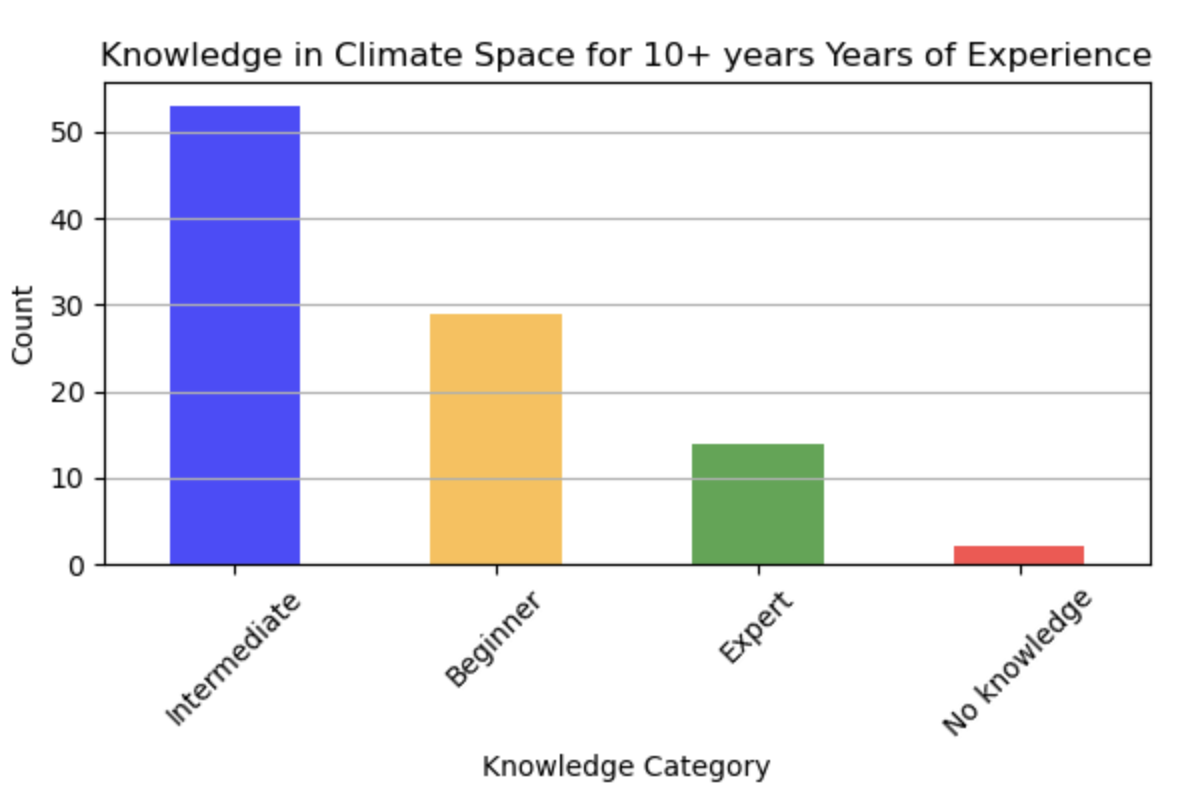 Knowledge in Climate Space for 10+ years Years of Experience
50
40
30
20
10
0
Count
Intermediate
Beginner
Expert
No knowledge
Knowledge Category